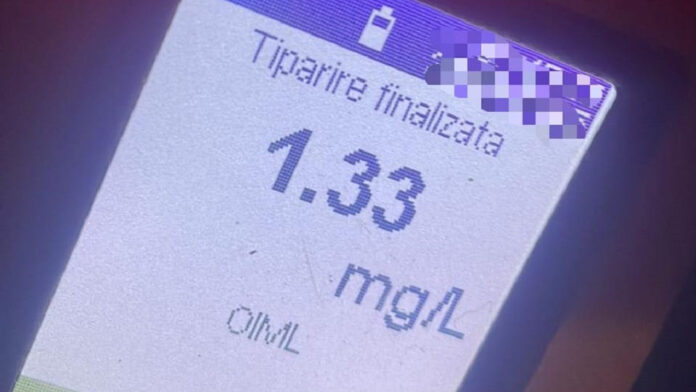 Tiparire finalizata
1.33
mg/L
OIML